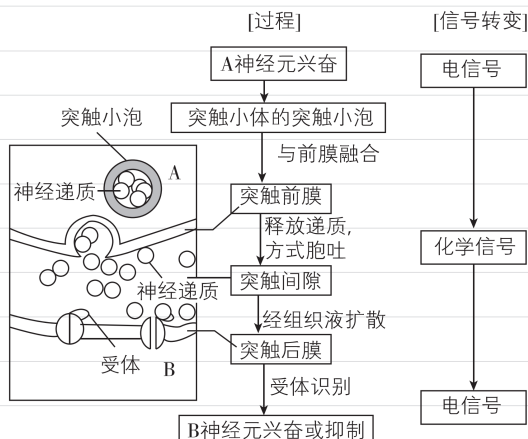 [过程]
[信号转变]
A神经元兴奋
电信号
突触小体的突触小泡
突触小泡
与前膜融合
A
神经递质
突触前膜
释放递质,
方式胞吐
化学信号
突触间隙
神经递质
经组织液扩散
突触后膜
受体
B
受体识别
电信号
B神经元兴奋或抑制